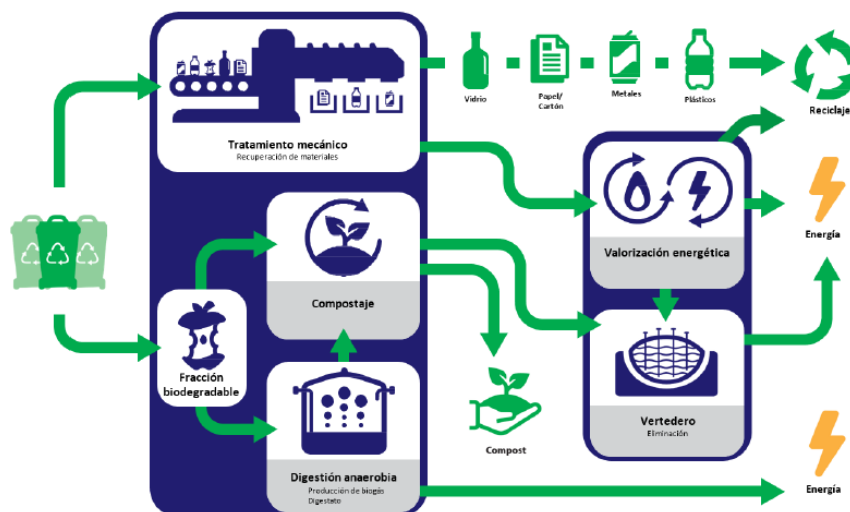 Vidrio
Papel/
Cartón
Metales
Plásticos
Reciclaje
Tratamiento mecánico
Recuperación de materiales
Valorización energética
Energía
Compostaje
Fracción
biodegradable
Compost
Vertedero
Eliminación
Digestión anaerobia
Producción de biogás
Digestato
Energía